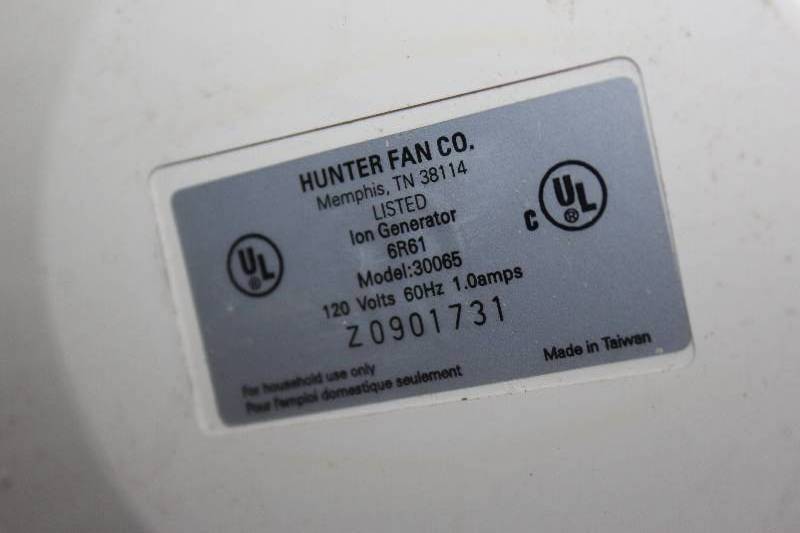 HUNTER FAN CO.
Memphis, TN 38114
LISTED
Ion Generator
6R61
Model:30065
120 Volts 60Hz 1.0amps
Z0901731
UL
C UL ®
For household use only
Pour l'emploi domestique seulement
Made in Taiwan